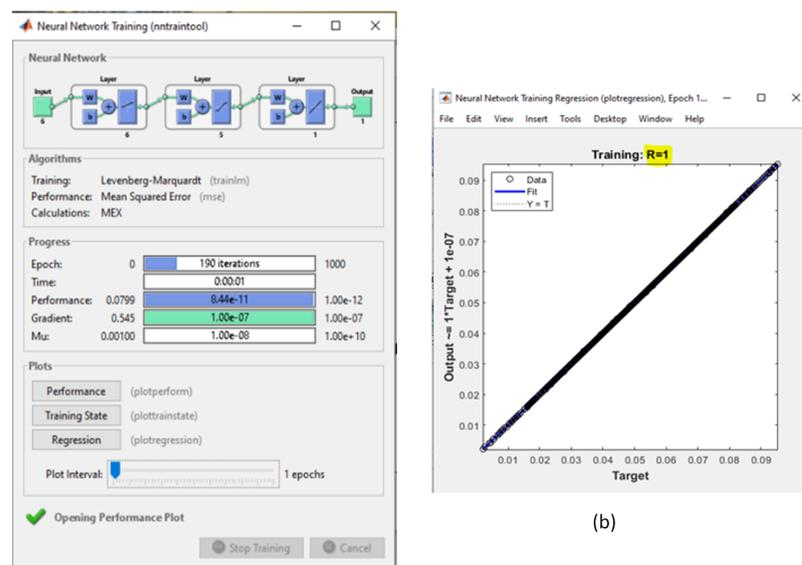 Neural Network Training (nntraintool)
Neural Network
Layer Layer Layer
Input Output
W W W
b b b
6 6 5 1 1
Algorithms
Training: Levenberg-Marquardt (trainlm)
Performance: Mean Squared Error (mse)
Calculations: MEX
Progress
Epoch: 0 190 iterations 1000
Time: 0:00:01
Performance: 0.0799 8.44e-11 1.00e-12
Gradient: 0.545 1.00e-07 1.00e-07
Mu: 0.00100 1.00e-08 1.00e+10
Plots
Performance (plotperform)
Training State (plottrainstate)
Regression (plotregression)
Plot Interval: 1 epochs
Opening Performance Plot
Stop Training Cancel
Neural Network Training Regression (plotregression), Epoch 1...
File Edit View Insert Tools Desktop Window Help
Training: R=1
Data
Fit
Y = T
Output ~= 1*Target + 1e-07
0.09
0.08
0.07
0.06
0.05
0.04
0.03
0.02
0.01
0.01 0.02 0.03 0.04 0.05 0.06 0.07 0.08 0.09
Target
(b)